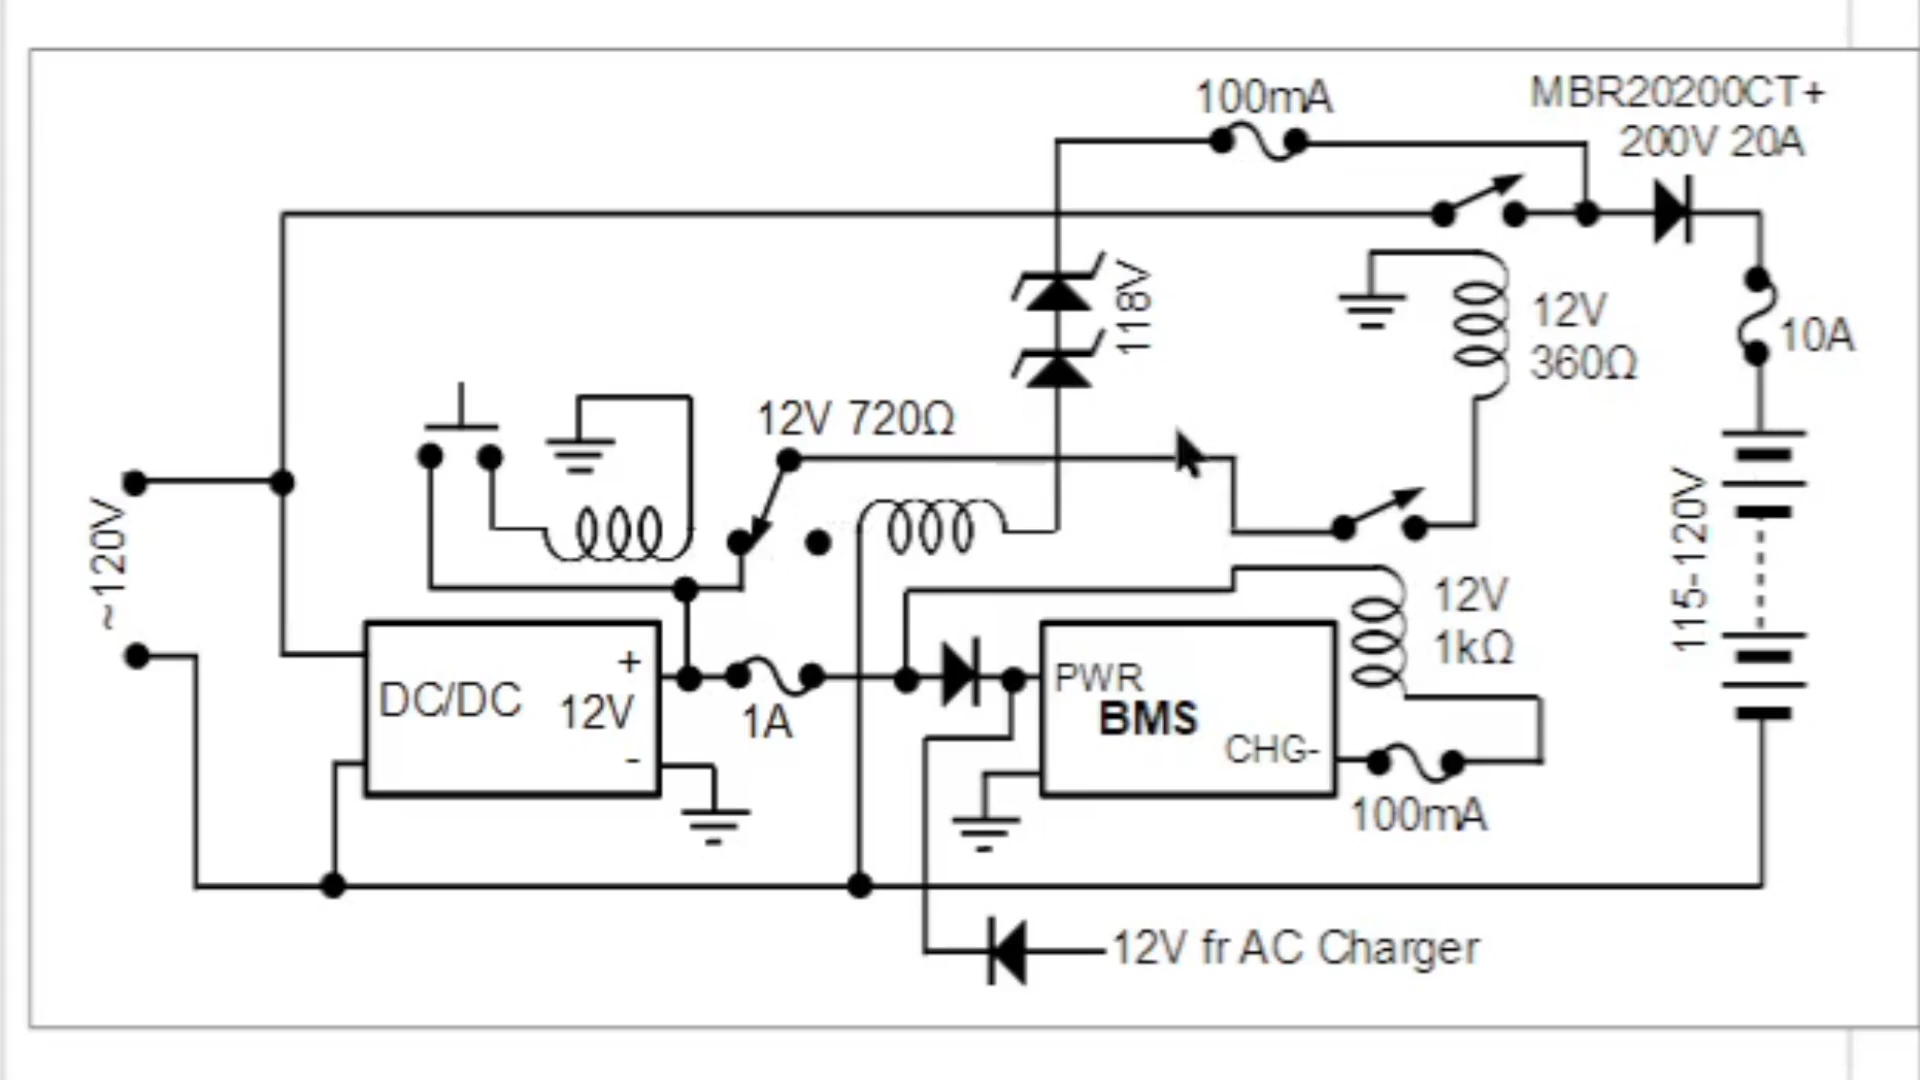 100mA
MBR20200CT+
200V 20A
118V
12V
360Ω
10A
12V 720Ω
~120V
115-120V
12V
1kΩ
+
DC/DC
12V
-
1A
PWR
BMS
CHG-
100mA
12V fr AC Charger